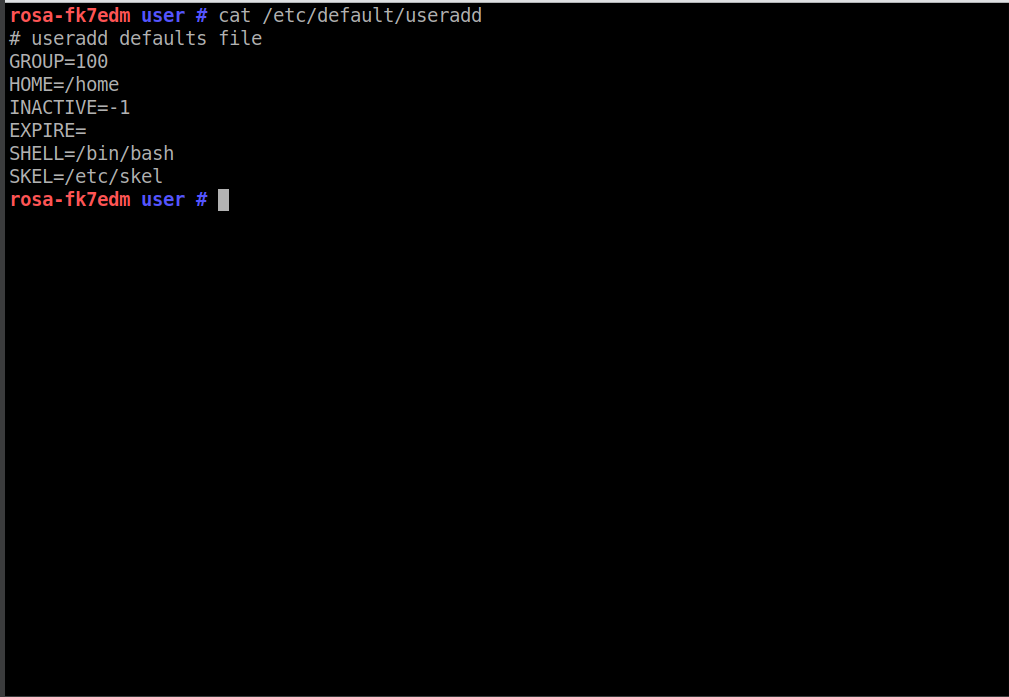 rosa-fk7edm user # cat /etc/default/useradd
# useradd defaults file
GROUP=100
HOME=/home
INACTIVE=-1
EXPIRE=
SHELL=/bin/bash
SKEL=/etc/skel
rosa-fk7edm user #